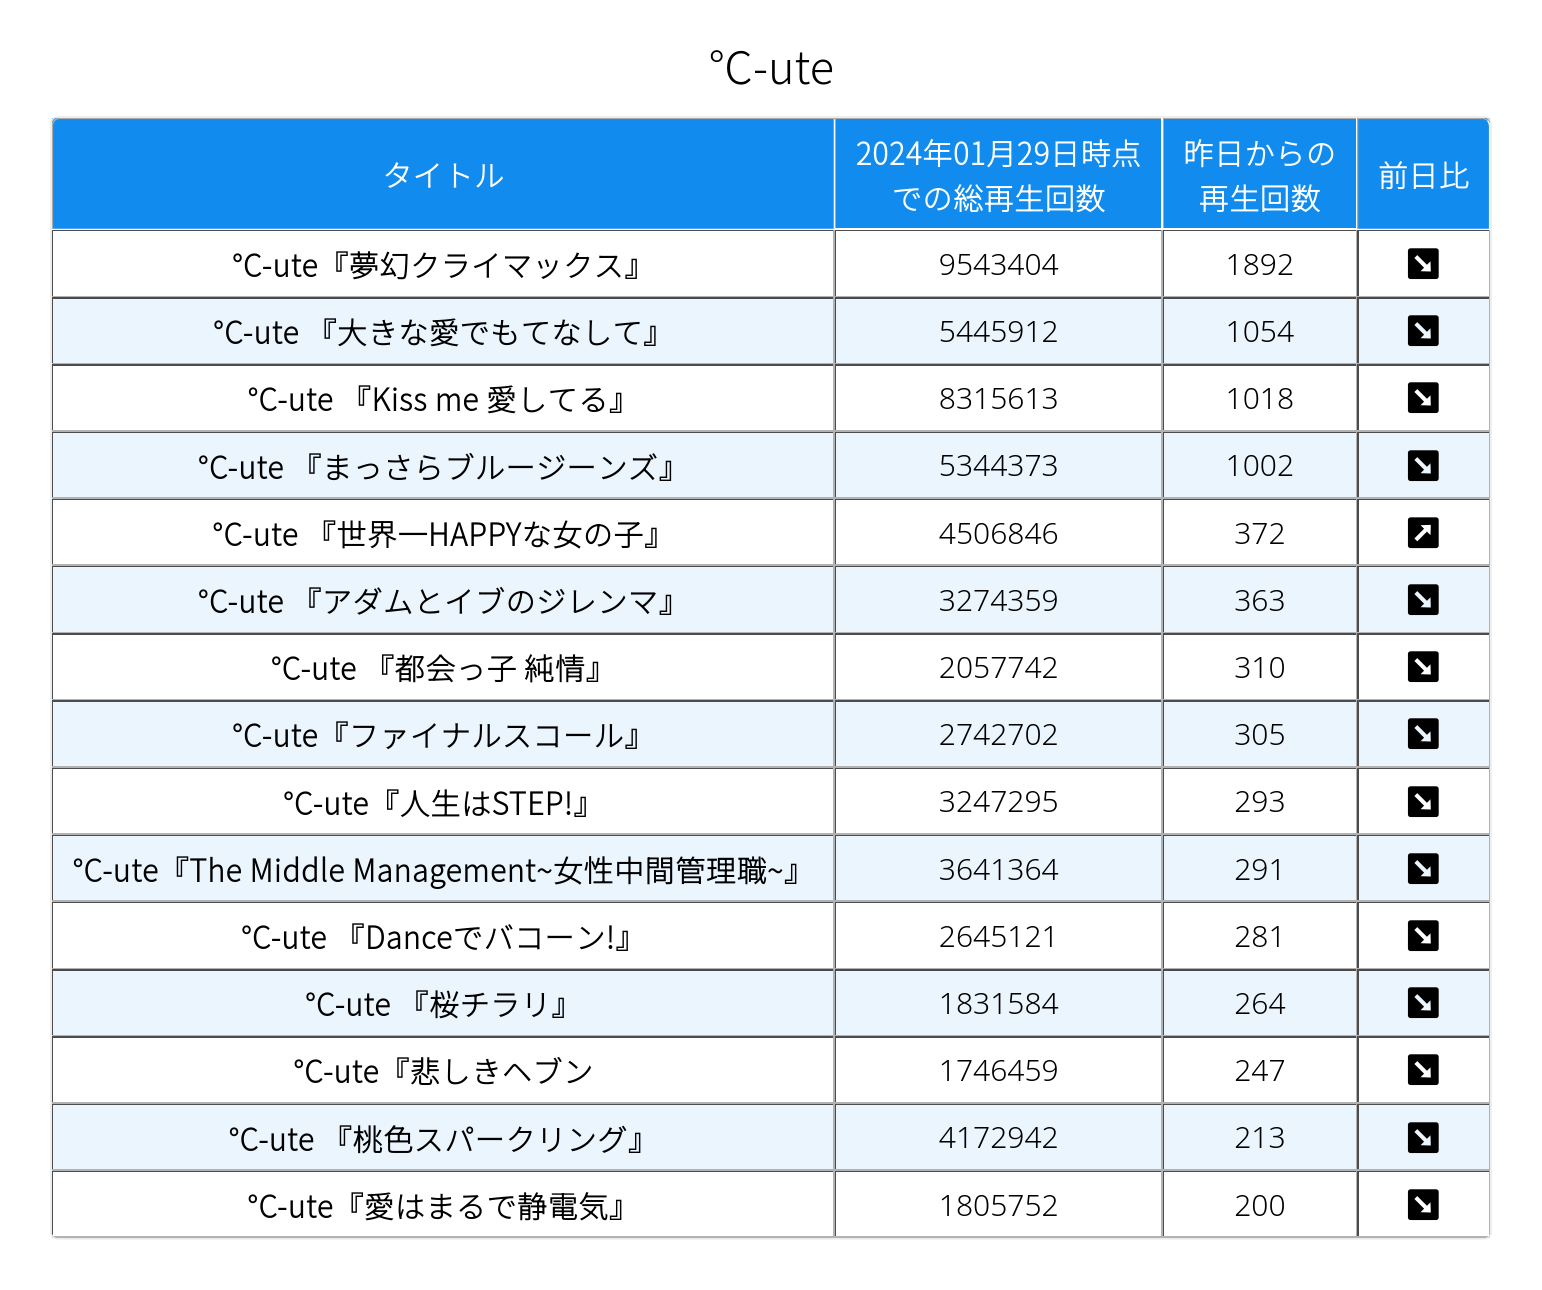 ℃-ute
タイトル
2024年01月29日時点
での総再生回数
昨日からの
再生回数
前日比
℃-ute『夢幻クライマックス』 9543404 1892 ↘
℃-ute 『大きな愛でもてなして』 5445912 1054 ↘
℃-ute 『Kiss me 愛してる』 8315613 1018 ↘
℃-ute 『まっさらブルージーンズ』 5344373 1002 ↘
℃-ute 『世界一HAPPYな女の子』 4506846 372 ↗
℃-ute 『アダムとイブのジレンマ』 3274359 363 ↘
℃-ute 『都会っ子 純情』 2057742 310 ↘
℃-ute『ファイナルスコール』 2742702 305 ↘
℃-ute『人生はSTEP!』 3247295 293 ↘
℃-ute『The Middle Management~女性中間管理職~』 3641364 291 ↘
℃-ute 『Danceでバコーン!』 2645121 281 ↘
℃-ute 『桜チラリ』 1831584 264 ↘
℃-ute『悲しきヘブン 1746459 247 ↘
℃-ute 『桃色スパークリング』 4172942 213 ↘
℃-ute『愛はまるで静電気』 1805752 200 ↘